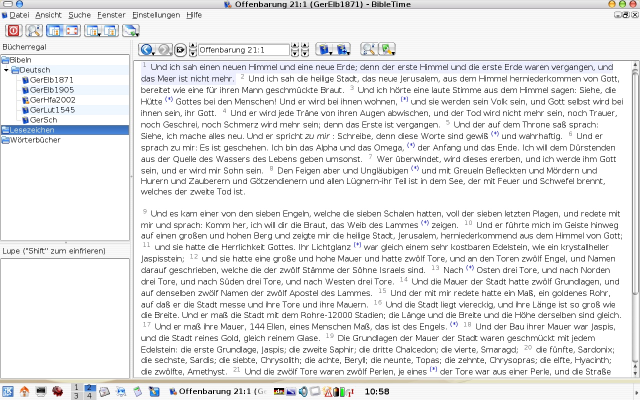 Offenbarung 21:1 (GerElb1871) - BibleTime
Datei Ansicht Suche Fenster Einstellungen Hilfe
Bücherregal
Bibeln
Deutsch
GerElb1871
GerElb1905
GerHfa2002
GerLut1545
GerSch
Lesezeichen
Wörterbücher
Lupe ("Shift" zum einfrieren)
Offenbarung 21:1
1 Und ich sah einen neuen Himmel und eine neue Erde; denn der erste Himmel und die erste Erde waren vergangen, und
das Meer ist nicht mehr. 2 Und ich sah die heilige Stadt, das neue Jerusalem, aus dem Himmel herniederkommen von Gott,
bereitet wie eine für ihren Mann geschmückte Braut. 3 Und ich hörte eine laute Stimme aus dem Himmel sagen: Siehe, die
Hütte (*) Gottes bei den Menschen! Und er wird bei ihnen wohnen, (*) und sie werden sein Volk sein, und Gott selbst wird bei
ihnen sein, ihr Gott. 4 Und er wird jede Träne von ihren Augen abwischen, und der Tod wird nicht mehr sein, noch Trauer,
noch Geschrei, noch Schmerz wird mehr sein; denn das Erste ist vergangen. 5 Und der auf dem Throne saß sprach:
Siehe, ich mache alles neu. Und er spricht zu mir : Schreibe, denn diese Worte sind gewiß (*) und wahrhaftig. 6 Und er
sprach zu mir: Es ist geschehen. Ich bin das Alpha und das Omega, (*) der Anfang und das Ende. Ich will dem Dürstenden
aus der Quelle des Wassers des Lebens geben umsonst. 7 Wer überwindet, wird dieses ererben, und ich werde ihm Gott
sein, und er wird mir Sohn sein. 8 Den Feigen aber und Ungläubigen (*) und mit Greueln Befleckten und Mördern und
Hurern und Zauberern und Götzendienern und allen Lügnern-ihr Teil ist in dem See, der mit Feuer und Schwefel brennt,
welches der zweite Tod ist.
9 Und es kam einer von den sieben Engeln, welche die sieben Schalen hatten, voll der sieben letzten Plagen, und redete mit
mir und sprach: Komm her, ich will dir die Braut, das Weib des Lammes (*) zeigen. 10 Und er führte mich im Geiste hinweg
auf einen großen und hohen Berg und zeigte mir die heilige Stadt, Jerusalem, herniederkommend aus dem Himmel von Gott;
11 und sie hatte die Herrlichkeit Gottes. Ihr Lichtglanz (*) war gleich einem sehr kostbaren Edelstein, wie ein krystallheller
Jaspisstein; 12 und sie hatte eine große und hohe Mauer und hatte zwölf Tore, und an den Toren zwölf Engel, und Namen
darauf geschrieben, welche die der zwölf Stämme der Söhne Israels sind. 13 Nach (*) Osten drei Tore, und nach Norden
drei Tore, und nach Süden drei Tore, und nach Westen drei Tore. 14 Und die Mauer der Stadt hatte zwölf Grundlagen, und
auf denselben zwölf Namen der zwölf Apostel des Lammes. 15 Und der mit mir redete hatte ein Maß, ein goldenes Rohr,
auf daß er die Stadt messe und ihre Tore und ihre Mauern. 16 Und die Stadt liegt viereckig, und ihre Länge ist so groß wie
die Breite. Und er maß die Stadt mit dem Rohre-12000 Stadien; die Länge und die Breite und die Höhe derselben sind gleich.
17 Und er maß ihre Mauer, 144 Ellen, eines Menschen Maß, das ist des Engels. (*) 18 Und der Bau ihrer Mauer war Jaspis,
und die Stadt reines Gold, gleich reinem Glase. 19 Die Grundlagen der Mauer der Stadt waren geschmückt mit jedem
Edelstein: die erste Grundlage, Jaspis; die zweite Saphir; die dritte Chalcedon; die vierte, Smaragd; 20 die fünfte, Sardonix;
die sechste, Sardis; die siebte, Chrysolith; die achte, Beryll; die neunte, Topas; die zehnte, Chrysopras; die elfte, Hyacinth;
die zwölfte, Amethyst. 21 Und die zwölf Tore waren zwölf Perlen, je eines (*) der Tore war aus einer Perle, und die Straße
1 2
3 4
Offenbarung 21:1 (G
10:58